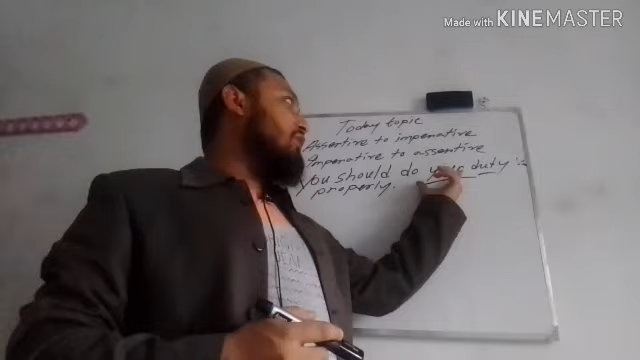 Made with KINEMASTER
Today topic
Assertive to imperative
Imperative to assertive
You should do your duty
properly.